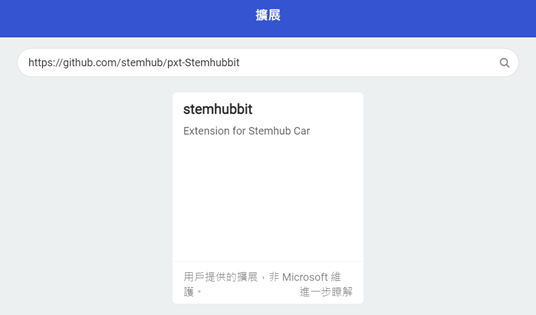 擴展
https://github.com/stemhub/pxt-Stemhubbit
stemhubbit
Extension for Stemhub Car
用戶提供的擴展，非 Microsoft 維
護。 進一步瞭解